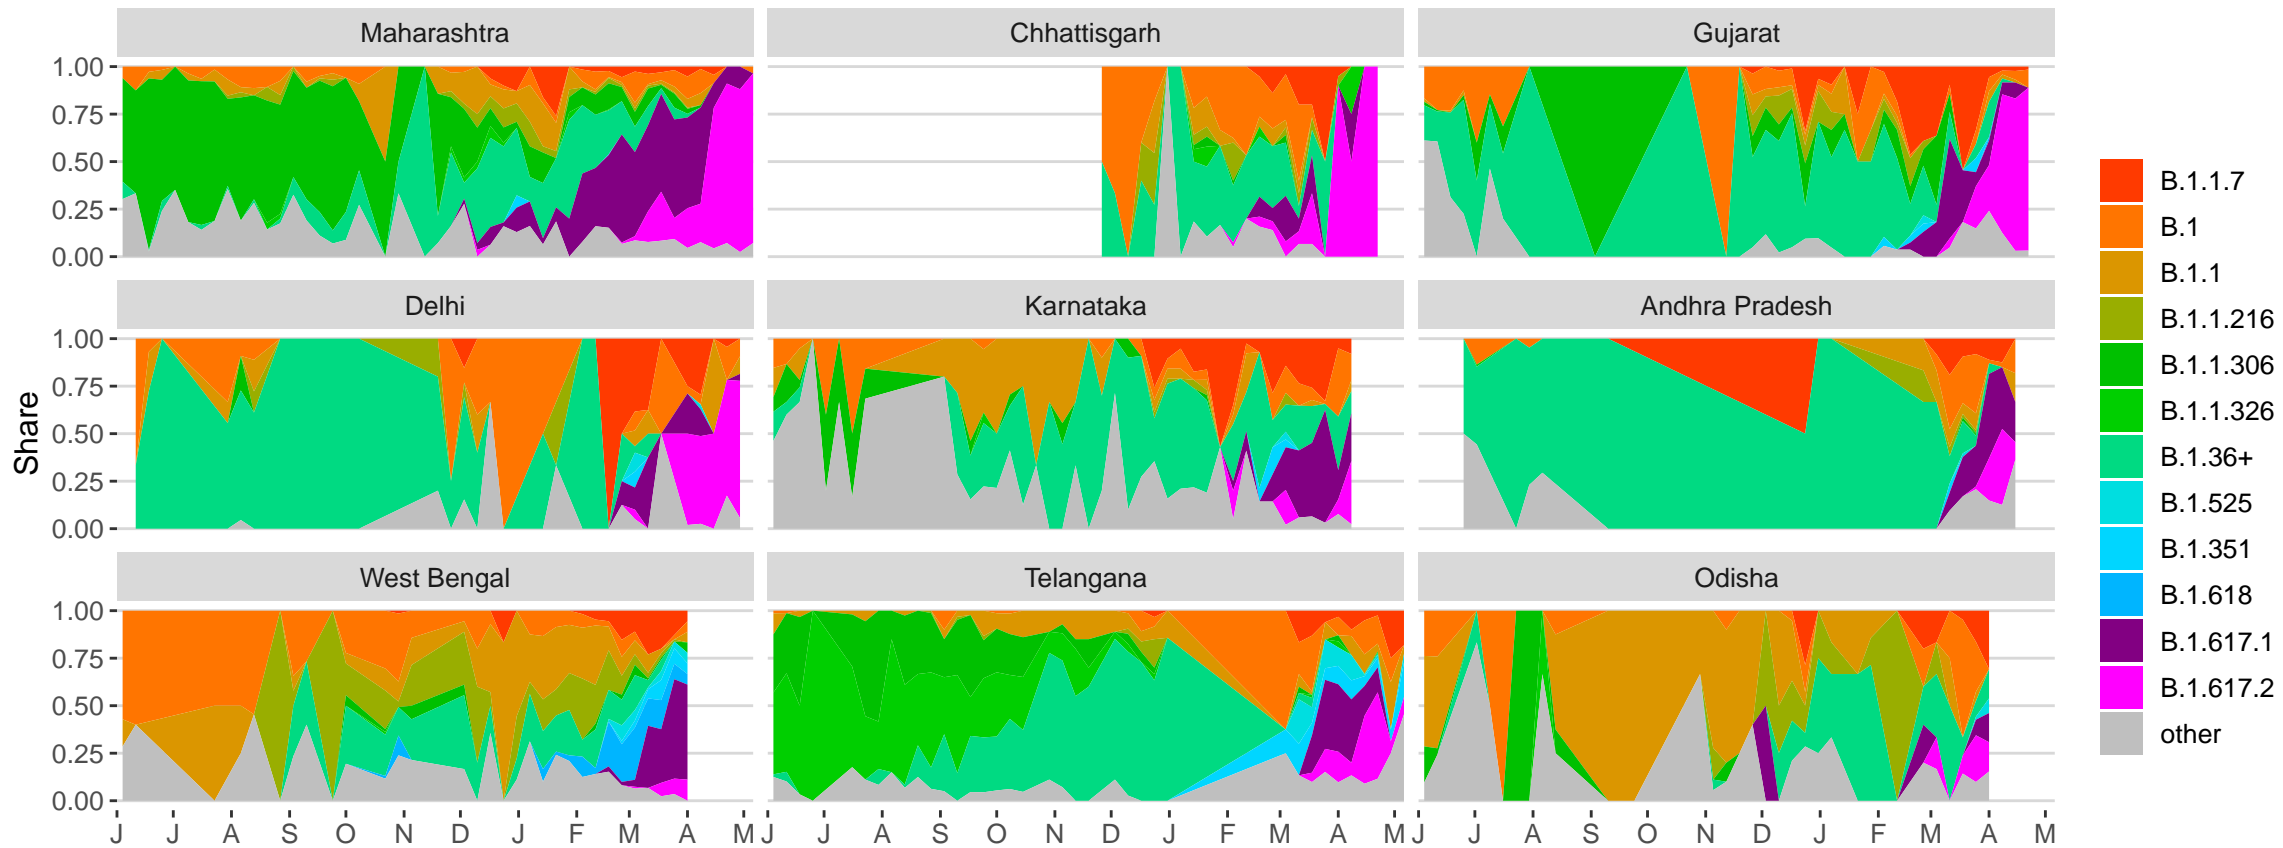 Maharashtra
Chhattisgarh
Gujarat
1.00
0.75
0.50
0.25
0.00
Delhi
Karnataka
Andhra Pradesh
1.00
0.75
0.50
0.25
0.00
Share
West Bengal
Telangana
Odisha
1.00
0.75
0.50
0.25
0.00
J J A S O N D J F M A M
J J A S O N D J F M A M
J J A S O N D J F M A M
B.1.1.7
B.1
B.1.1
B.1.1.216
B.1.1.306
B.1.1.326
B.1.36+
B.1.525
B.1.351
B.1.618
B.1.617.1
B.1.617.2
other